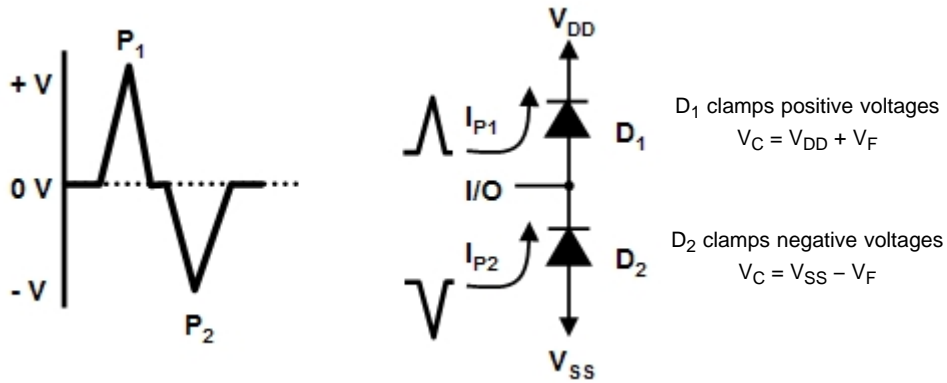 P1
+ V
0 V
- V
P2
VDD
IP1
D1
I/O
IP2
D2
VSS
D1 clamps positive voltages
VC = VDD + VF
D2 clamps negative voltages
VC = VSS – VF